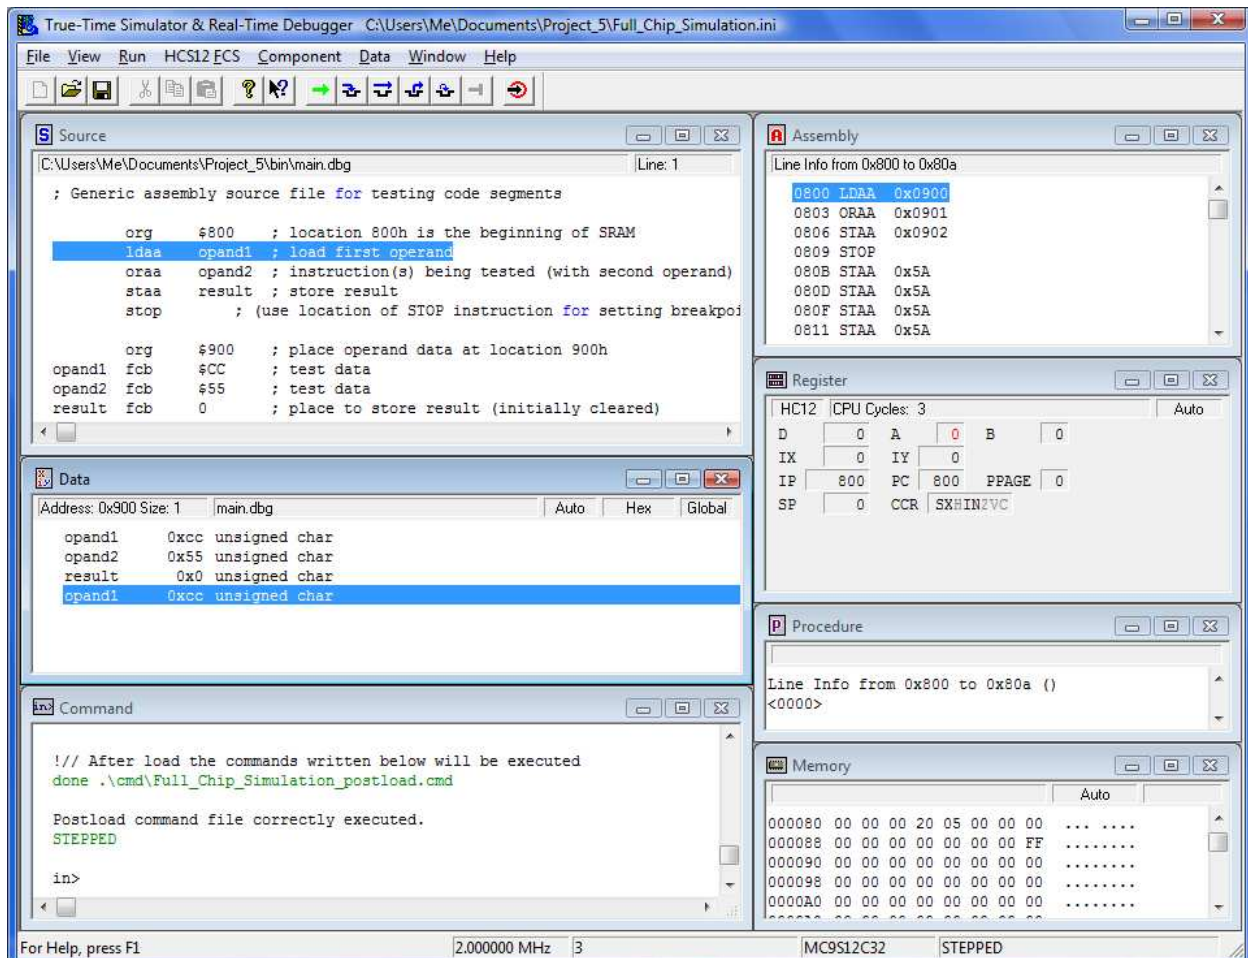 True-Time Simulator & Real-Time Debugger C:\Users\Me\Documents\Project_5\Full_Chip_Simulation.ini
File View Run HCS12 FCS Component Data Window Help
Source
C:\Users\Me\Documents\Project_5\bin\main.dbg Line: 1
; Generic assembly source file for testing code segments
org $800 ; location 800h is the beginning of SRAM
ldaa opand1 ; load first operand
oraa opand2 ; instruction(s) being tested (with second operand)
staa result ; store result
stop ; (use location of STOP instruction for setting breakpoi
org $900 ; place operand data at location 900h
opand1 fcb $CC ; test data
opand2 fcb $55 ; test data
result fcb 0 ; place to store result (initially cleared)
Assembly
Line Info from 0x800 to 0x80a
0800 LDAA 0x0900
0803 ORAA 0x0901
0806 STAA 0x0902
0809 STOP
080B STAA 0x5A
080D STAA 0x5A
080F STAA 0x5A
0811 STAA 0x5A
Register
HC12 CPU Cycles: 3 Auto
D 0 A 0 B 0
IX 0 IY 0
IP 800 PC 800 PPAGE 0
SP 0 CCR SXHINZVC
Data
Address: 0x900 Size: 1 main.dbg Auto Hex Global
opand1 0xcc unsigned char
opand2 0x55 unsigned char
result 0x0 unsigned char
opand1 0xcc unsigned char
Procedure
Line Info from 0x800 to 0x80a ()
<0000>
Command
!// After load the commands written below will be executed
done .\cmd\Full_Chip_Simulation_postload.cmd
Postload command file correctly executed.
STEPPED
in>
Memory
Auto
000080 00 00 00 20 05 00 00 00 ... ....
000088 00 00 00 00 00 00 00 FF ........
000090 00 00 00 00 00 00 00 00 ........
000098 00 00 00 00 00 00 00 00 ........
0000A0 00 00 00 00 00 00 00 00 ........
For Help, press F1 2.000000 MHz 3 MC9S12C32 STEPPED